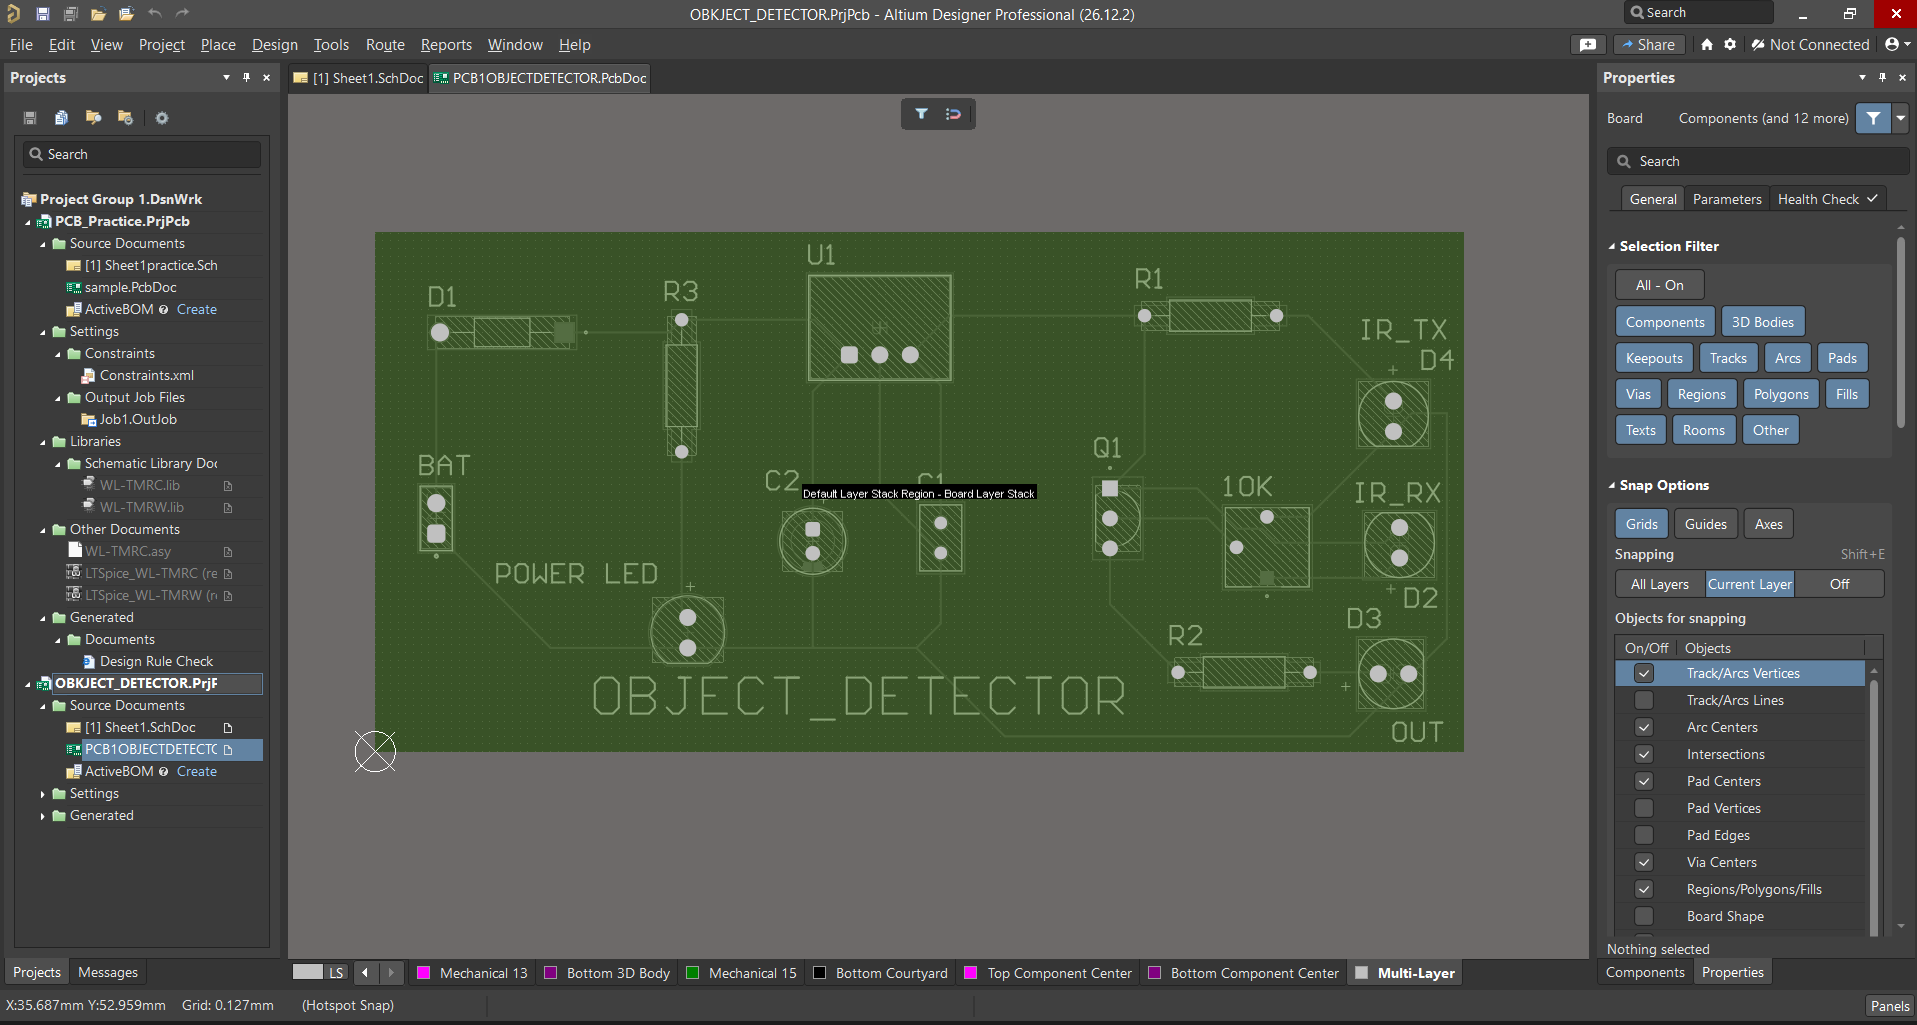 OBKJECT_DETECTOR.PrjPcb - Altium Designer Professional (26.12.2)
Search
File Edit View Project Place Design Tools Route Reports Window Help
Share
Not Connected
Projects
[1] Sheet1.SchDoc
PCB1OBJECTDETECTOR.PcbDoc
Properties
Board
Components (and 12 more)
Search
Search
General
Parameters
Health Check
Project Group 1.DsnWrk
PCB_Practice.PrjPcb
Source Documents
[1] Sheet1practice.Sch
sample.PcbDoc
ActiveBOM
Create
Settings
Constraints
Constraints.xml
Output Job Files
Job1.OutJob
Libraries
Schematic Library Doc
WL-TMRC.lib
WL-TMRW.lib
Other Documents
WL-TMRC.asy
LTSpice_WL-TMRC (re
LTSpice_WL-TMRW (r
Generated
Documents
Design Rule Check
OBKJECT_DETECTOR.PrjF
Source Documents
[1] Sheet1.SchDoc
PCB1OBJECTDETECTC
ActiveBOM
Create
Settings
Generated
U1
D1
R3
R1
IR_TX
D4
BAT
C2
C1
Default Layer Stack Region - Board Layer Stack
Q1
10K
IR_RX
POWER LED
D2
D3
R2
OBJECT_DETECTOR
OUT
Selection Filter
All - On
Components
3D Bodies
Keepouts
Tracks
Arcs
Pads
Vias
Regions
Polygons
Fills
Texts
Rooms
Other
Snap Options
Grids
Guides
Axes
Snapping
Shift+E
All Layers
Current Layer
Off
Objects for snapping
On/Off
Objects
Track/Arcs Vertices
Track/Arcs Lines
Arc Centers
Intersections
Pad Centers
Pad Vertices
Pad Edges
Via Centers
Regions/Polygons/Fills
Board Shape
Nothing selected
Projects
Messages
LS
Mechanical 13
Bottom 3D Body
Mechanical 15
Bottom Courtyard
Top Component Center
Bottom Component Center
Multi-Layer
Components
Properties
X:35.687mm Y:52.959mm
Grid: 0.127mm
(Hotspot Snap)
Panels